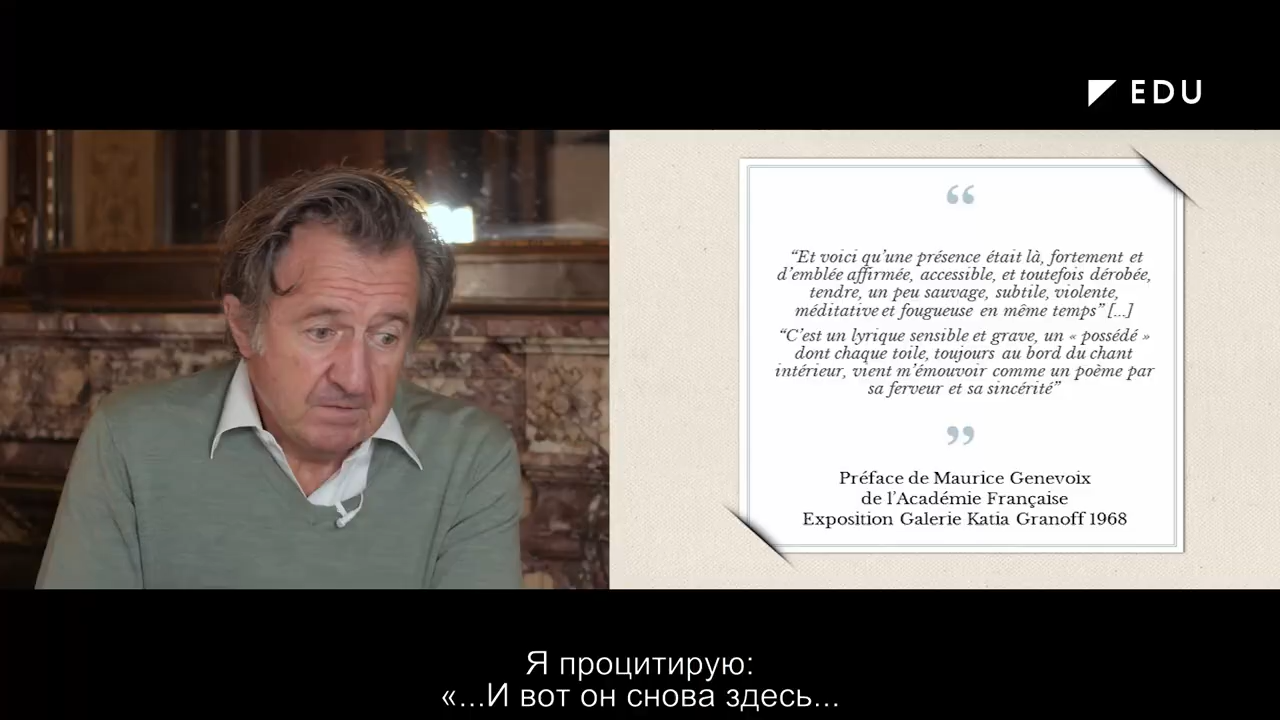 EDU
“
“Et voici qu’une présence était là, fortement et
d’emblée affirmée, accessible, et toutefois dérobée,
tendre, un peu sauvage, subtile, violente,
méditative et fougueuse en même temps” [...]
“C’est un lyrique sensible et grave, un « possédé »
dont chaque toile, toujours au bord du chant
intérieur, vient m’émouvoir comme un poème par
sa ferveur et sa sincérité”
”
Préface de Maurice Genevoix
de l’Académie Française
Exposition Galerie Katia Granoff 1968
Я процитирую:
«...И вот он снова здесь...